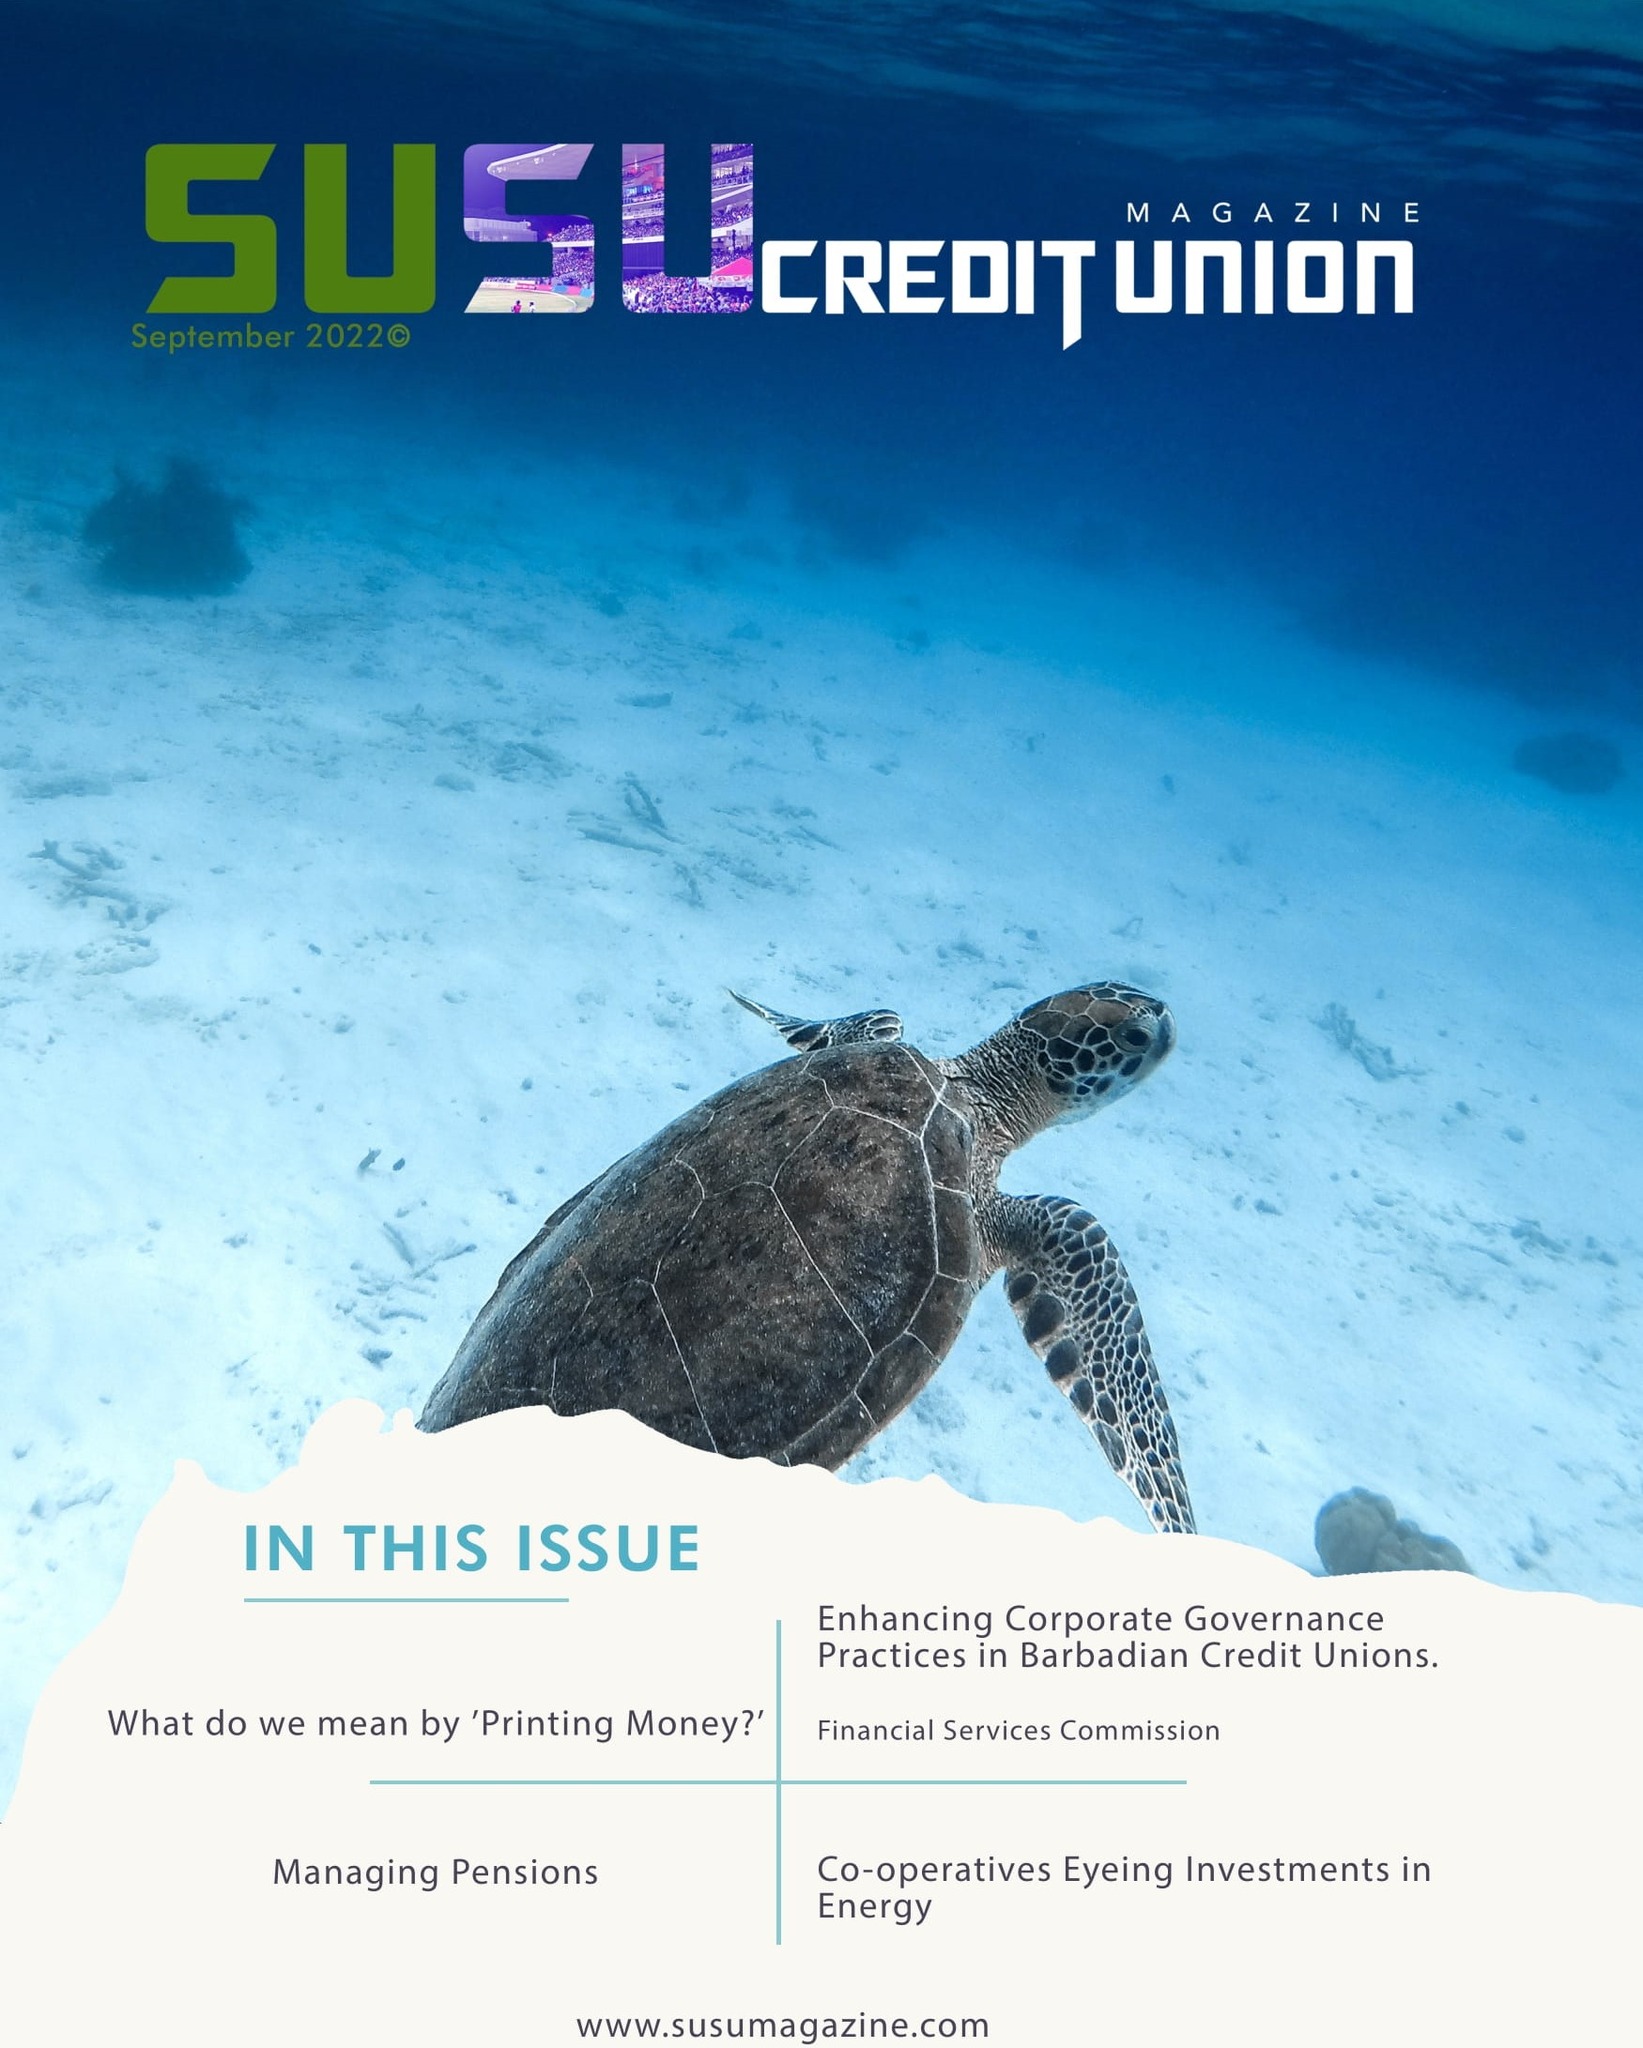 SUSU
MAGAZINE
CREDIT UNION
September 2022©
IN THIS ISSUE
What do we mean by ’Printing Money?’
Enhancing Corporate Governance
Practices in Barbadian Credit Unions.
Financial Services Commission
Managing Pensions
Co-operatives Eyeing Investments in
Energy
www.susumagazine.com